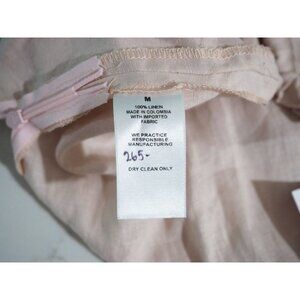 M
100% LINEN
MADE IN COLOMBIA
WITH IMPORTED
FABRIC
WE PRACTICE
RESPONSIBLE
MANUFACTURING
265-
DRY CLEAN ONLY